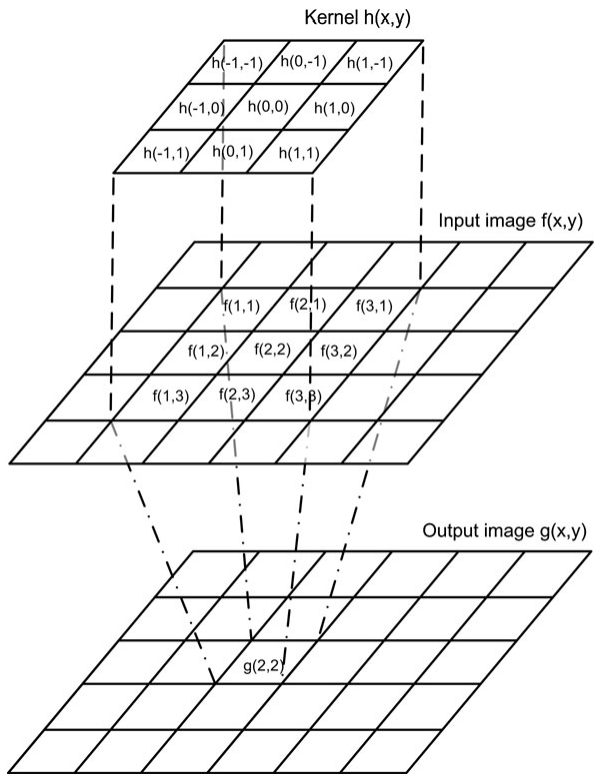 Kernel h(x,y)
h(-1,-1) h(0,-1) h(1,-1)
h(-1,0) h(0,0) h(1,0)
h(-1,1) h(0,1) h(1,1)
Input image f(x,y)
f(1,1) f(2,1) f(3,1)
f(1,2) f(2,2) f(3,2)
f(1,3) f(2,3) f(3,3)
Output image g(x,y)
g(2,2)